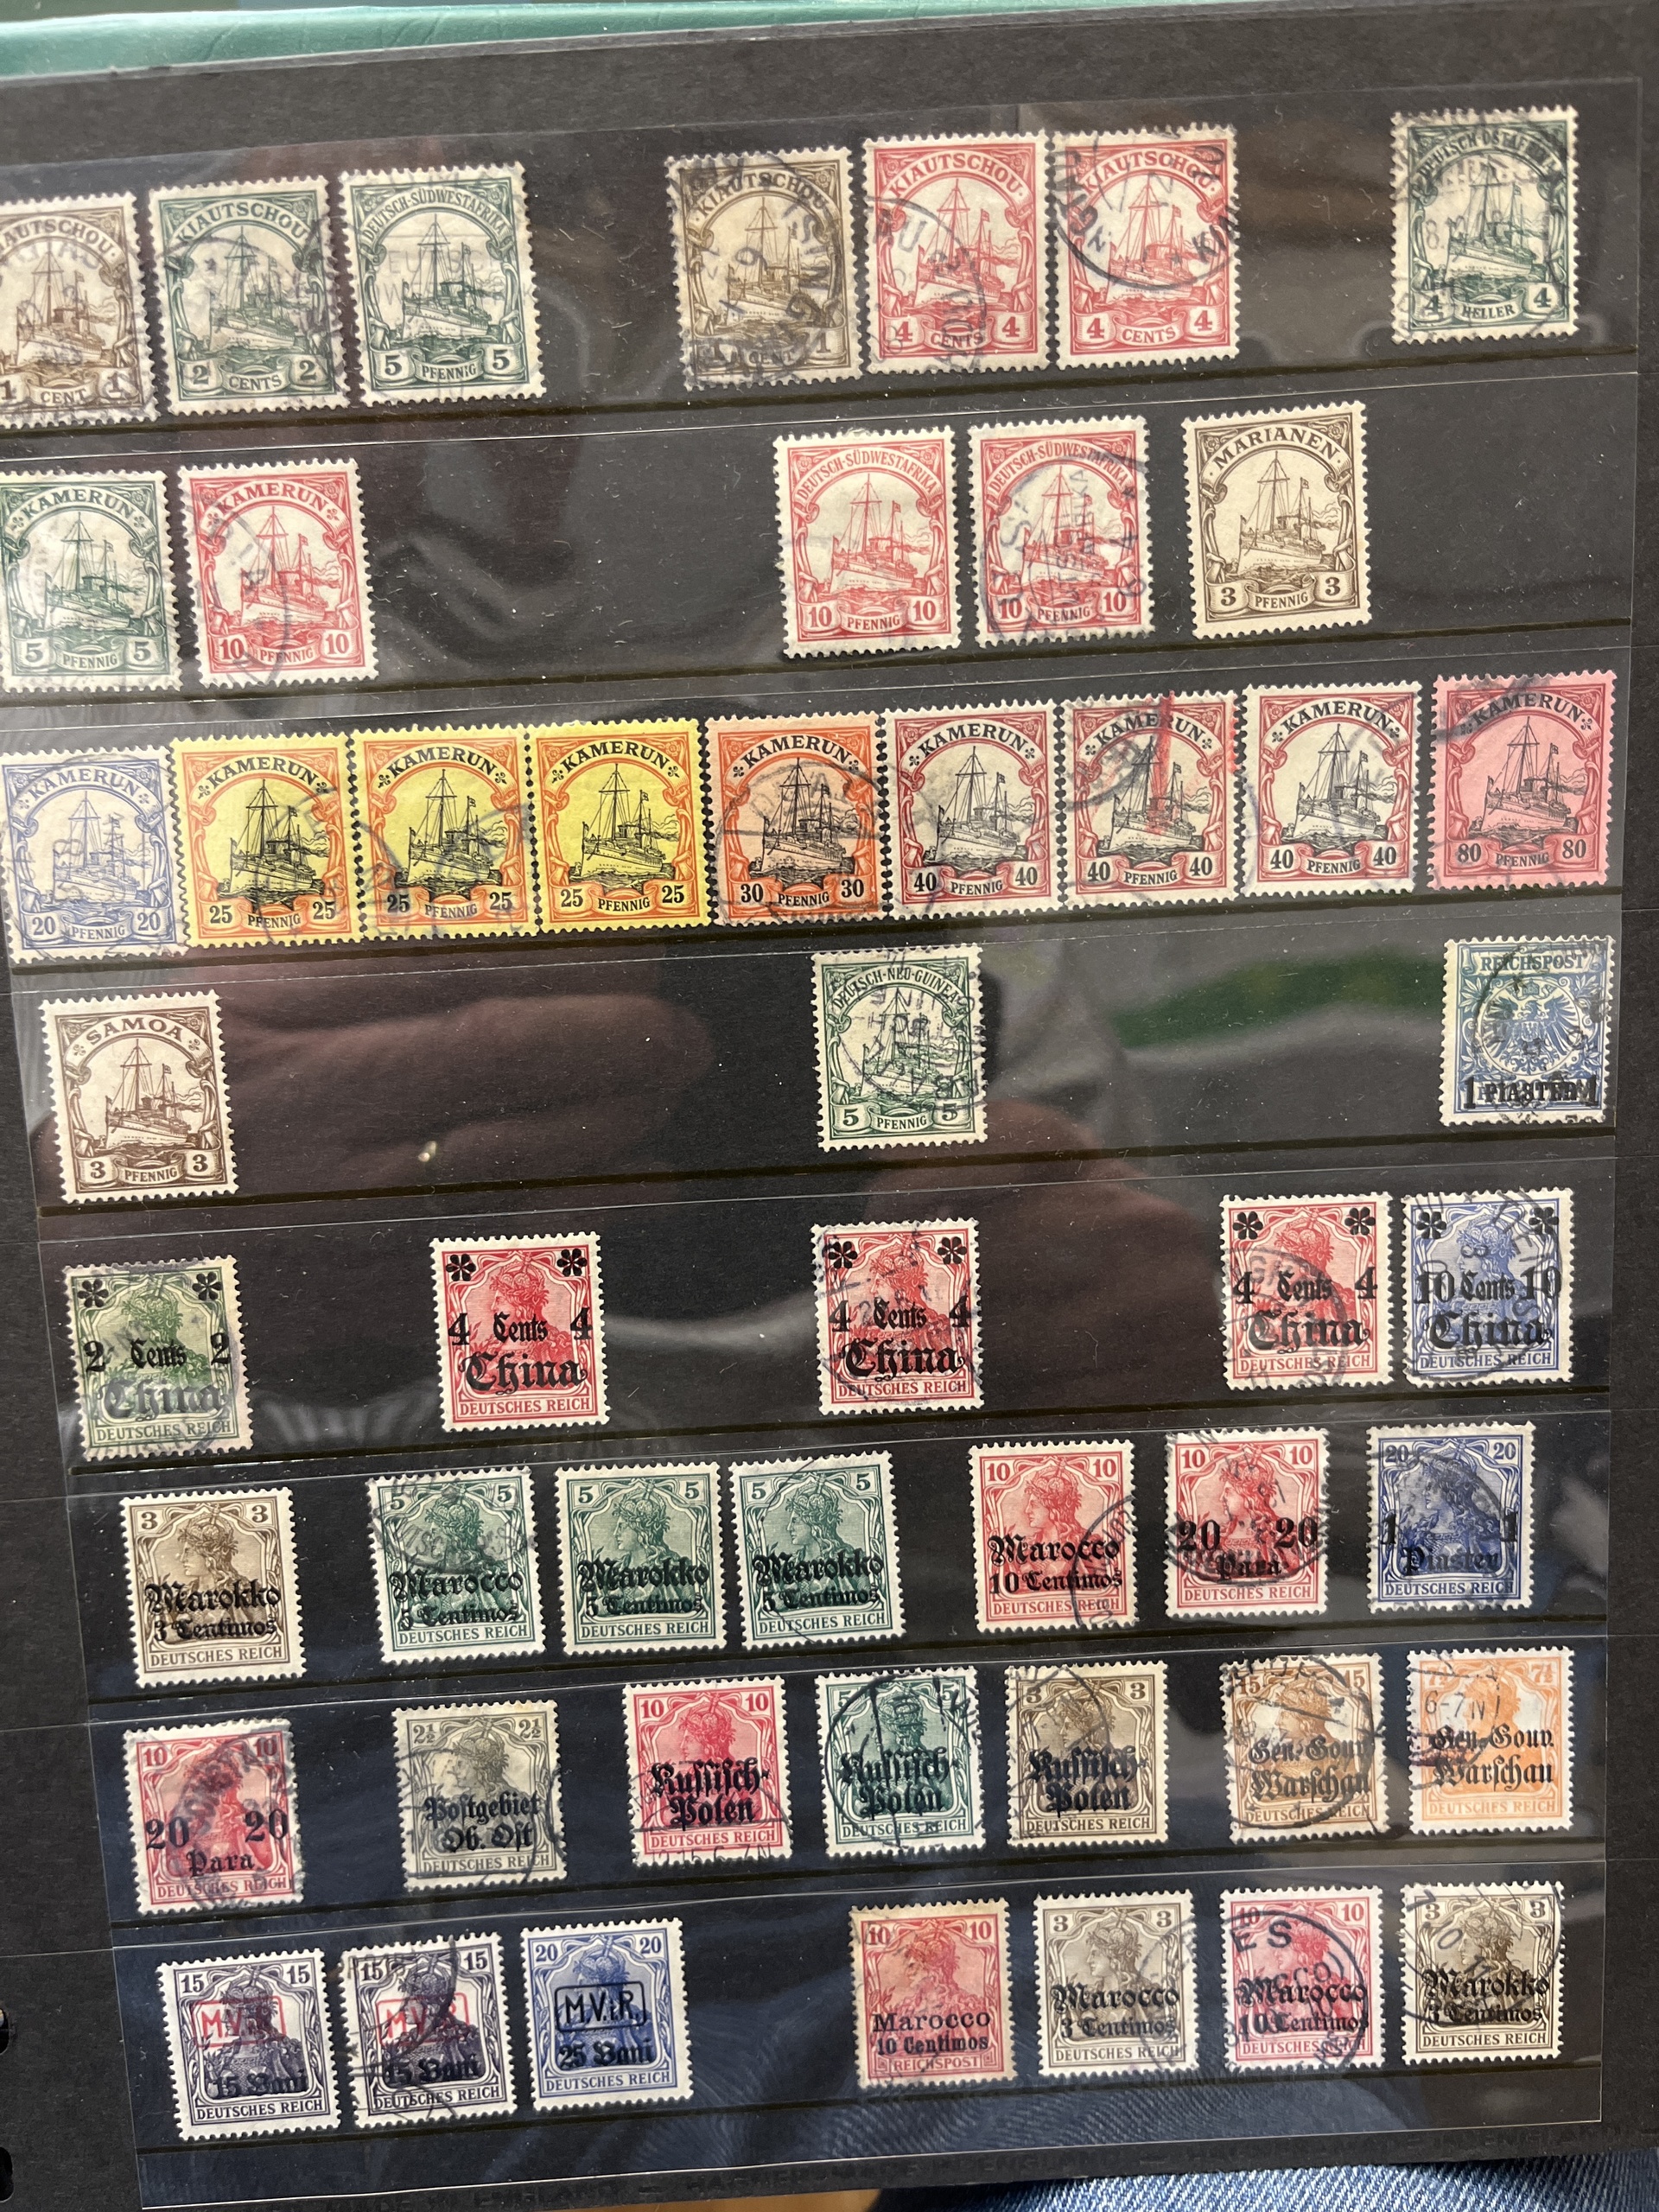 KIAUTSCHOU
1 CENT 1
KIAUTSCHOU
2 CENTS 2
DEUTSCH-SÜDWESTAFRIKA
5 PFENNIG 5
KIAUTSCHOU
1 CENT 1
KIAUTSCHOU
4 CENTS 4
KIAUTSCHOU
4 CENTS 4
DEUTSCH-OSTAFRIKA
4 HELLER 4
KAMERUN
5 PFENNIG 5
KAMERUN
10 PFENNIG 10
DEUTSCH-SÜDWESTAFRIKA
10 PFENNIG 10
DEUTSCH-SÜDWESTAFRIKA
10 PFENNIG 10
MARIANEN
3 PFENNIG 3
KAMERUN
20 PFENNIG 20
KAMERUN
25 PFENNIG 25
KAMERUN
25 PFENNIG 25
KAMERUN
25 PFENNIG 25
KAMERUN
30 PFENNIG 30
KAMERUN
40 PFENNIG 40
KAMERUN
40 PFENNIG 40
KAMERUN
40 PFENNIG 40
KAMERUN
80 PFENNIG 80
SAMOA
3 PFENNIG 3
DEUTSCH-NEU-GUINEA
5 PFENNIG 5
REICHSPOST
1 PIASTER 1
2 Cents 2
China
DEUTSCHES REICH
4 Cents 4
China
DEUTSCHES REICH
4 Cents 4
China
DEUTSCHES REICH
4 Cents 4
China
DEUTSCHES REICH
10 Cents 10
China
DEUTSCHES REICH
3 3
Marokko
3 Centimos
DEUTSCHES REICH
5 5
Marocco
5 Centimos
DEUTSCHES REICH
5 5
Marokko
5 Centimos
DEUTSCHES REICH
5 5
Marokko
5 Centimos
DEUTSCHES REICH
10 10
Marocco
10 Centimos
DEUTSCHES REICH
10 10
20 20
Para
DEUTSCHES REICH
20 20
1 1
Piaster
DEUTSCHES REICH
10 10
20 20
Para
DEUTSCHES REICH
2½ 2½
Postgebiet
Ob. Ost
DEUTSCHES REICH
10 10
Russisch-
Polen
DEUTSCHES REICH
5 5
Russisch-
Polen
DEUTSCHES REICH
3 3
Russisch-
Polen
DEUTSCHES REICH
15 15
Gen.-Gouv.
Warschau
DEUTSCHES REICH
7½ 7½
6-7N
Gen.-Gouv.
Warschau
DEUTSCHES REICH
15 15
M.V.i.R.
15 Bani
DEUTSCHES REICH
15 15
M.V.i.R.
15 Bani
DEUTSCHES REICH
20 20
M.V.i.R.
25 Bani
DEUTSCHES REICH
10 10
Marocco
10 Centimos
REICHSPOST
3 3
Marocco
3 Centimos
DEUTSCHES REICH
10 10
Marocco
10 Centimos
DEUTSCHES REICH
3 3
Marokko
3 Centimos
DEUTSCHES REICH